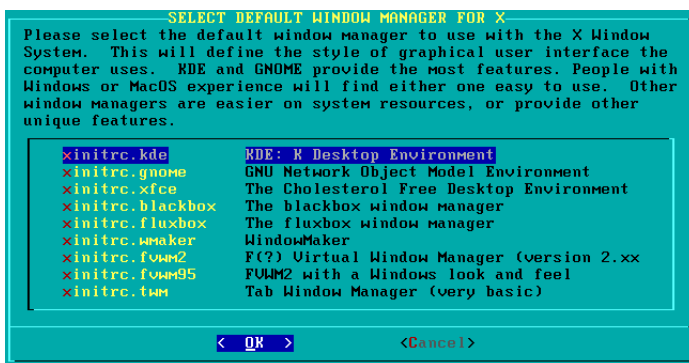 SELECT DEFAULT WINDOW MANAGER FOR X
Please select the default window manager to use with the X Window
System.  This will define the style of graphical user interface the
computer uses.  KDE and GNOME provide the most features. People with
Windows or MacOS experience will find either one easy to use.  Other
window managers are easier on system resources, or provide other
unique features.
xinitrc.kde KDE: K Desktop Environment
xinitrc.gnome GNU Network Object Model Environment
xinitrc.xfce The Cholesterol Free Desktop Environment
xinitrc.blackbox The blackbox window manager
xinitrc.fluxbox The fluxbox window manager
xinitrc.wmaker WindowMaker
xinitrc.fvwm2 F(?) Virtual Window Manager (version 2.xx
xinitrc.fvwm95 FVWM2 with a Windows look and feel
xinitrc.twm Tab Window Manager (very basic)
< OK > <Cancel>